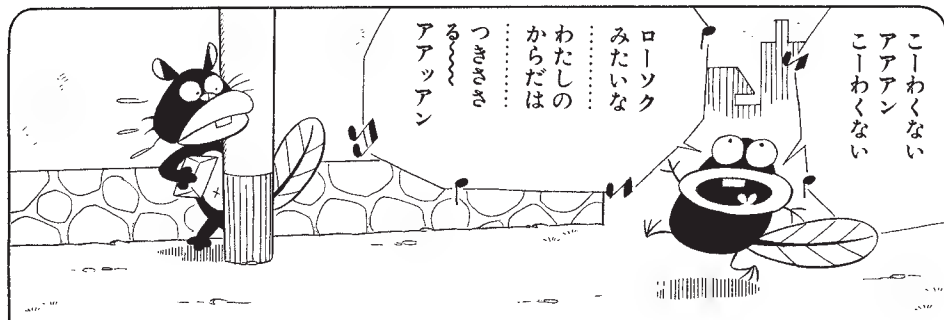 こーわくない
アアアン
こーわくない
ローソク
みたいな
………
わたしの
からだは
………
つきささ
る〜〜〜
アアッアン